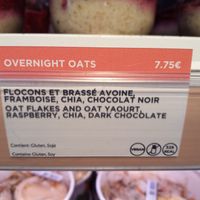 OVERNIGHT OATS 7.75€
FLOCONS ET BRASSÉ AVOINE,
FRAMBOISE, CHIA, CHOCOLAT NOIR
OAT FLAKES AND OAT YAOURT,
RASPBERRY, CHIA, DARK CHOCOLATE
Contient: Gluten, Soja
Contains: Gluten, Soy